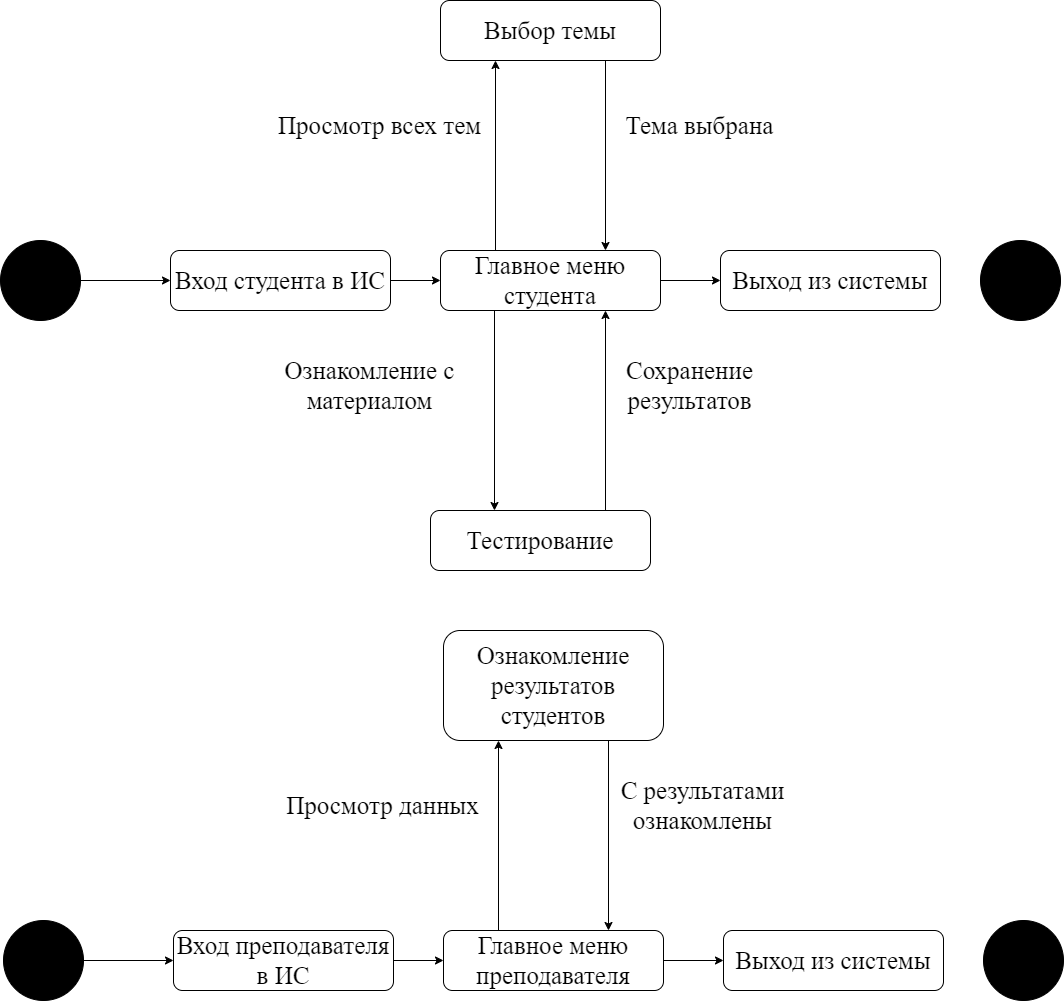 Выбор темы
Просмотр всех тем
Тема выбрана
Вход студента в ИС
Главное меню
студента
Выход из системы
Ознакомление с
материалом
Сохранение
результатов
Тестирование
Ознакомление
результатов
студентов
Просмотр данных
С результатами
ознакомлены
Вход преподавателя
в ИС
Главное меню
преподавателя
Выход из системы